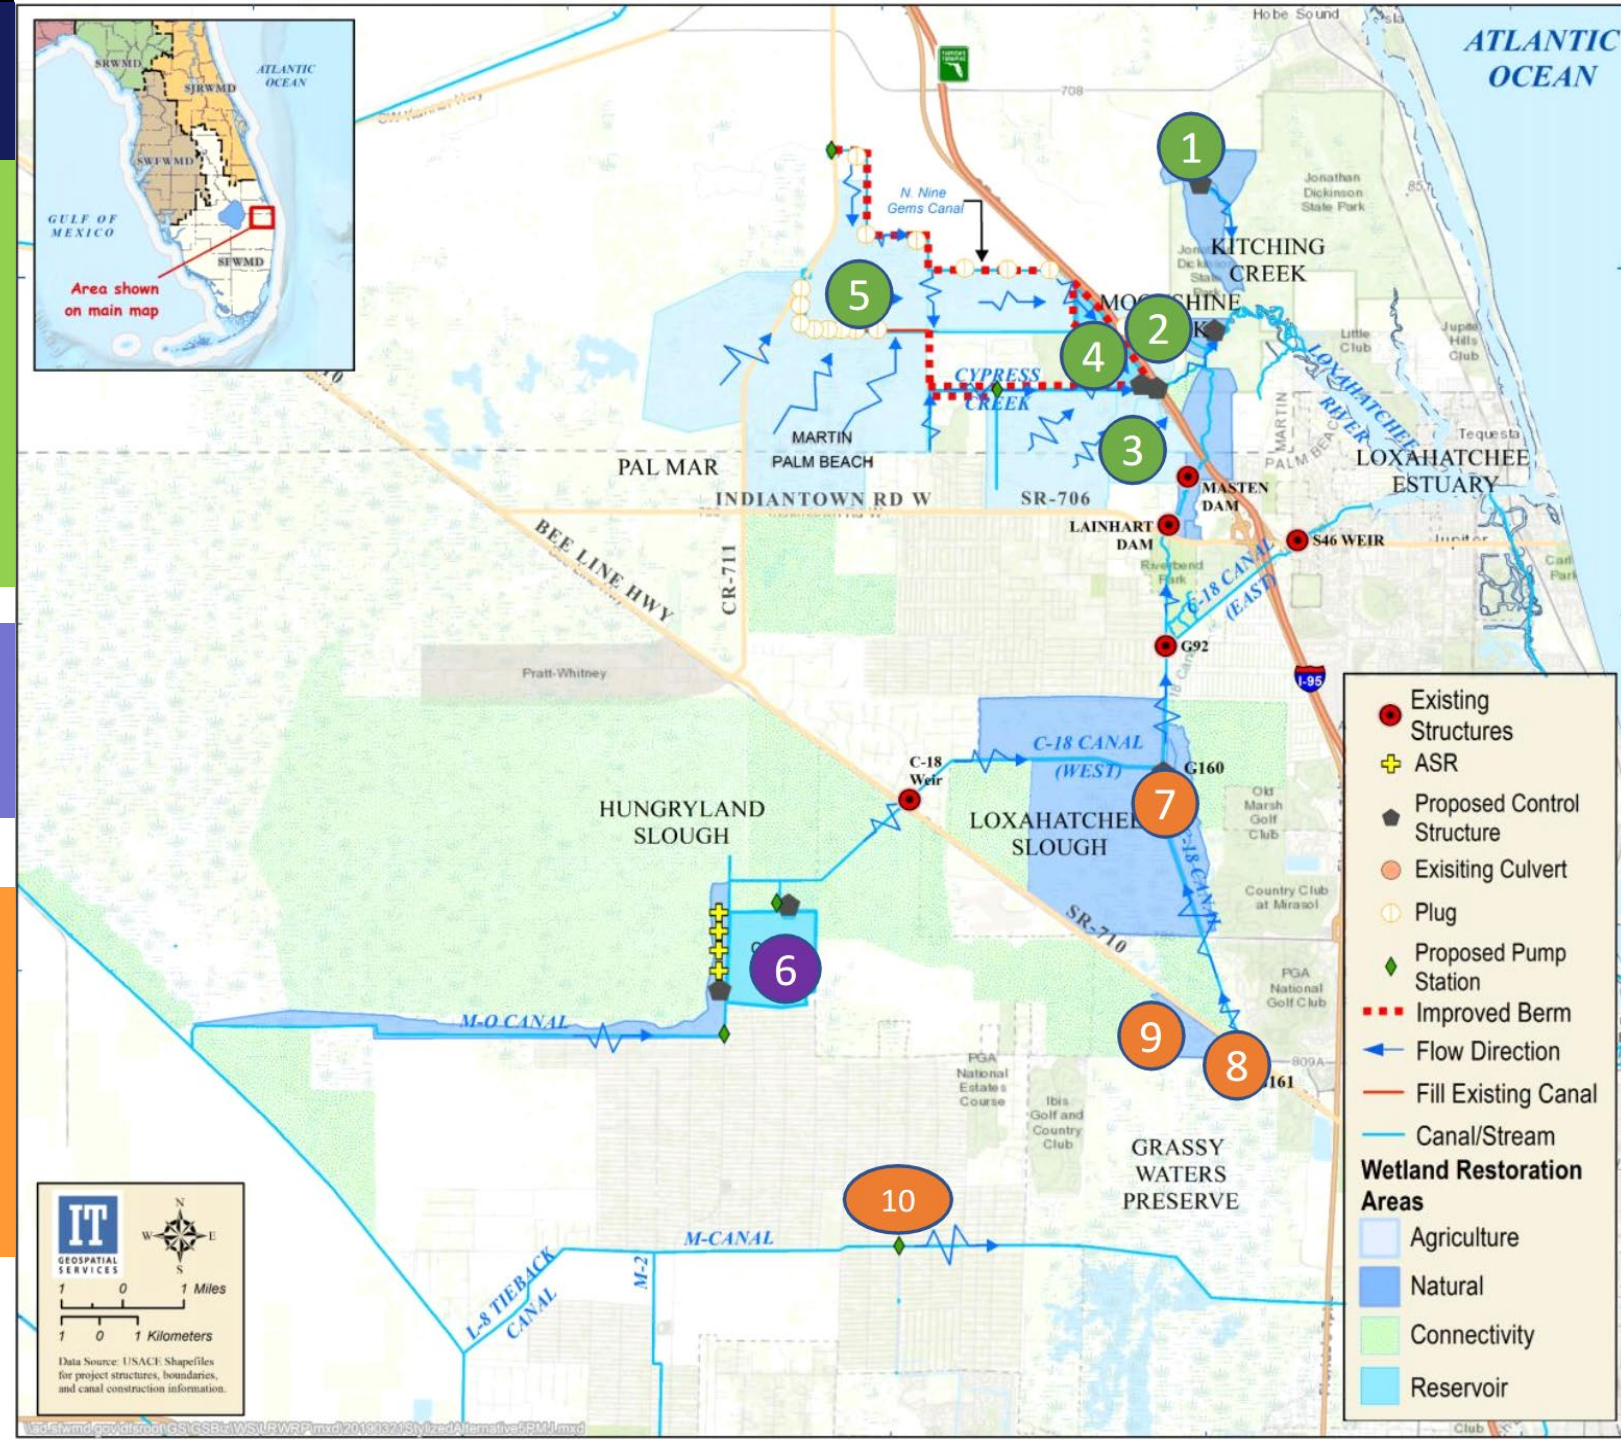 Hobe Sound
ATLANTIC
OCEAN
SRWMD
SJRWMD
ATLANTIC
OCEAN
SWFWMD
GULF OF
MEXICO
SFWMD
Area shown
on main map
708
1
Jonathan
Dickinson
State Park
N. Nine
Gems Canal
KITCHING
CREEK
5
2
4
CYPRESS
CREEK
Little
Club
Hills
Club
LOXAHATCHEE
RIVER
MARTIN
PALM BEACH
MARTIN
PALM BEACH
3
Tequesta
PAL MAR
LOXAHATCHEE
ESTUARY
INDIANTOWN RD W
SR-706
MASTEN
DAM
LAINHART
DAM
S46 WEIR
Jupiter
Riverbend
Park
C-18 CANAL
(EAST)
BEE LINE HWY
CR-711
G92
Pratt-Whitney
I-95
C-18 CANAL
(WEST)
C-18
Weir
G160
7
HUNGRYLAND
SLOUGH
LOXAHATCHEE
SLOUGH
Old
Marsh
Golf
Club
Country Club
at Mirasol
SR-710
6
PGA
National
Golf Club
M-O CANAL
9
8
809A
PGA
National
Estates
Course
Ibis
Golf and
Country
Club
GRASSY
WATERS
PRESERVE
10
M-CANAL
L-8 TIEBACK
CANAL
M-2
Existing
Structures
ASR
Proposed Control
Structure
Exisiting Culvert
Plug
Proposed Pump
Station
Improved Berm
Flow Direction
Fill Existing Canal
Canal/Stream
Wetland Restoration
Areas
Agriculture
Natural
Connectivity
Reservoir
Club
IT
GEOSPATIAL
SERVICES
N
W
E
S
1 0 1 Miles
1 0 1 Kilometers
Data Source: USACE Shapefiles
for project structures, boundaries,
and canal construction information.